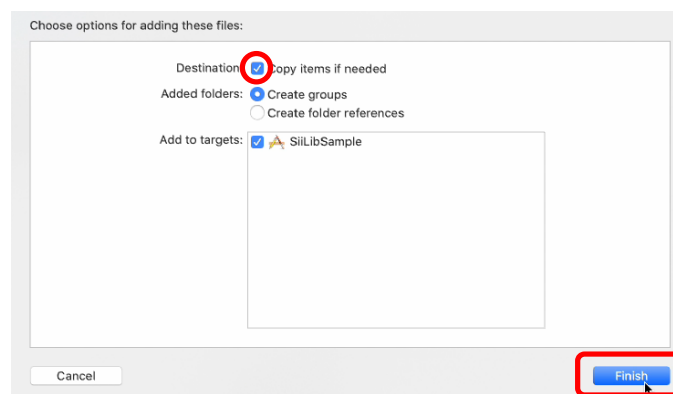 Choose options for adding these files:
Destination: Copy items if needed
Added folders: Create groups
Create folder references
Add to targets: SiiLibSample
Cancel
Finish